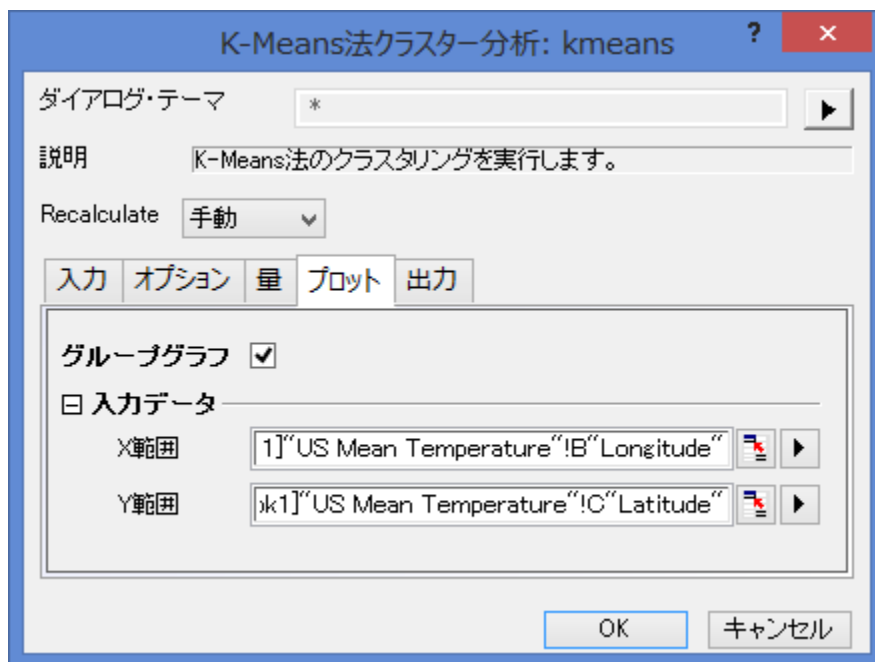 K-Means法クラスター分析: kmeans ? ×
ダイアログ・テーマ *
説明 K-Means法のクラスタリングを実行します。
Recalculate 手動
入力 オプション 量 プロット 出力
グループグラフ
入力データ
X範囲 1]"US Mean Temperature"!B"Longitude"
Y範囲 ok1]"US Mean Temperature"!C"Latitude"
OK キャンセル